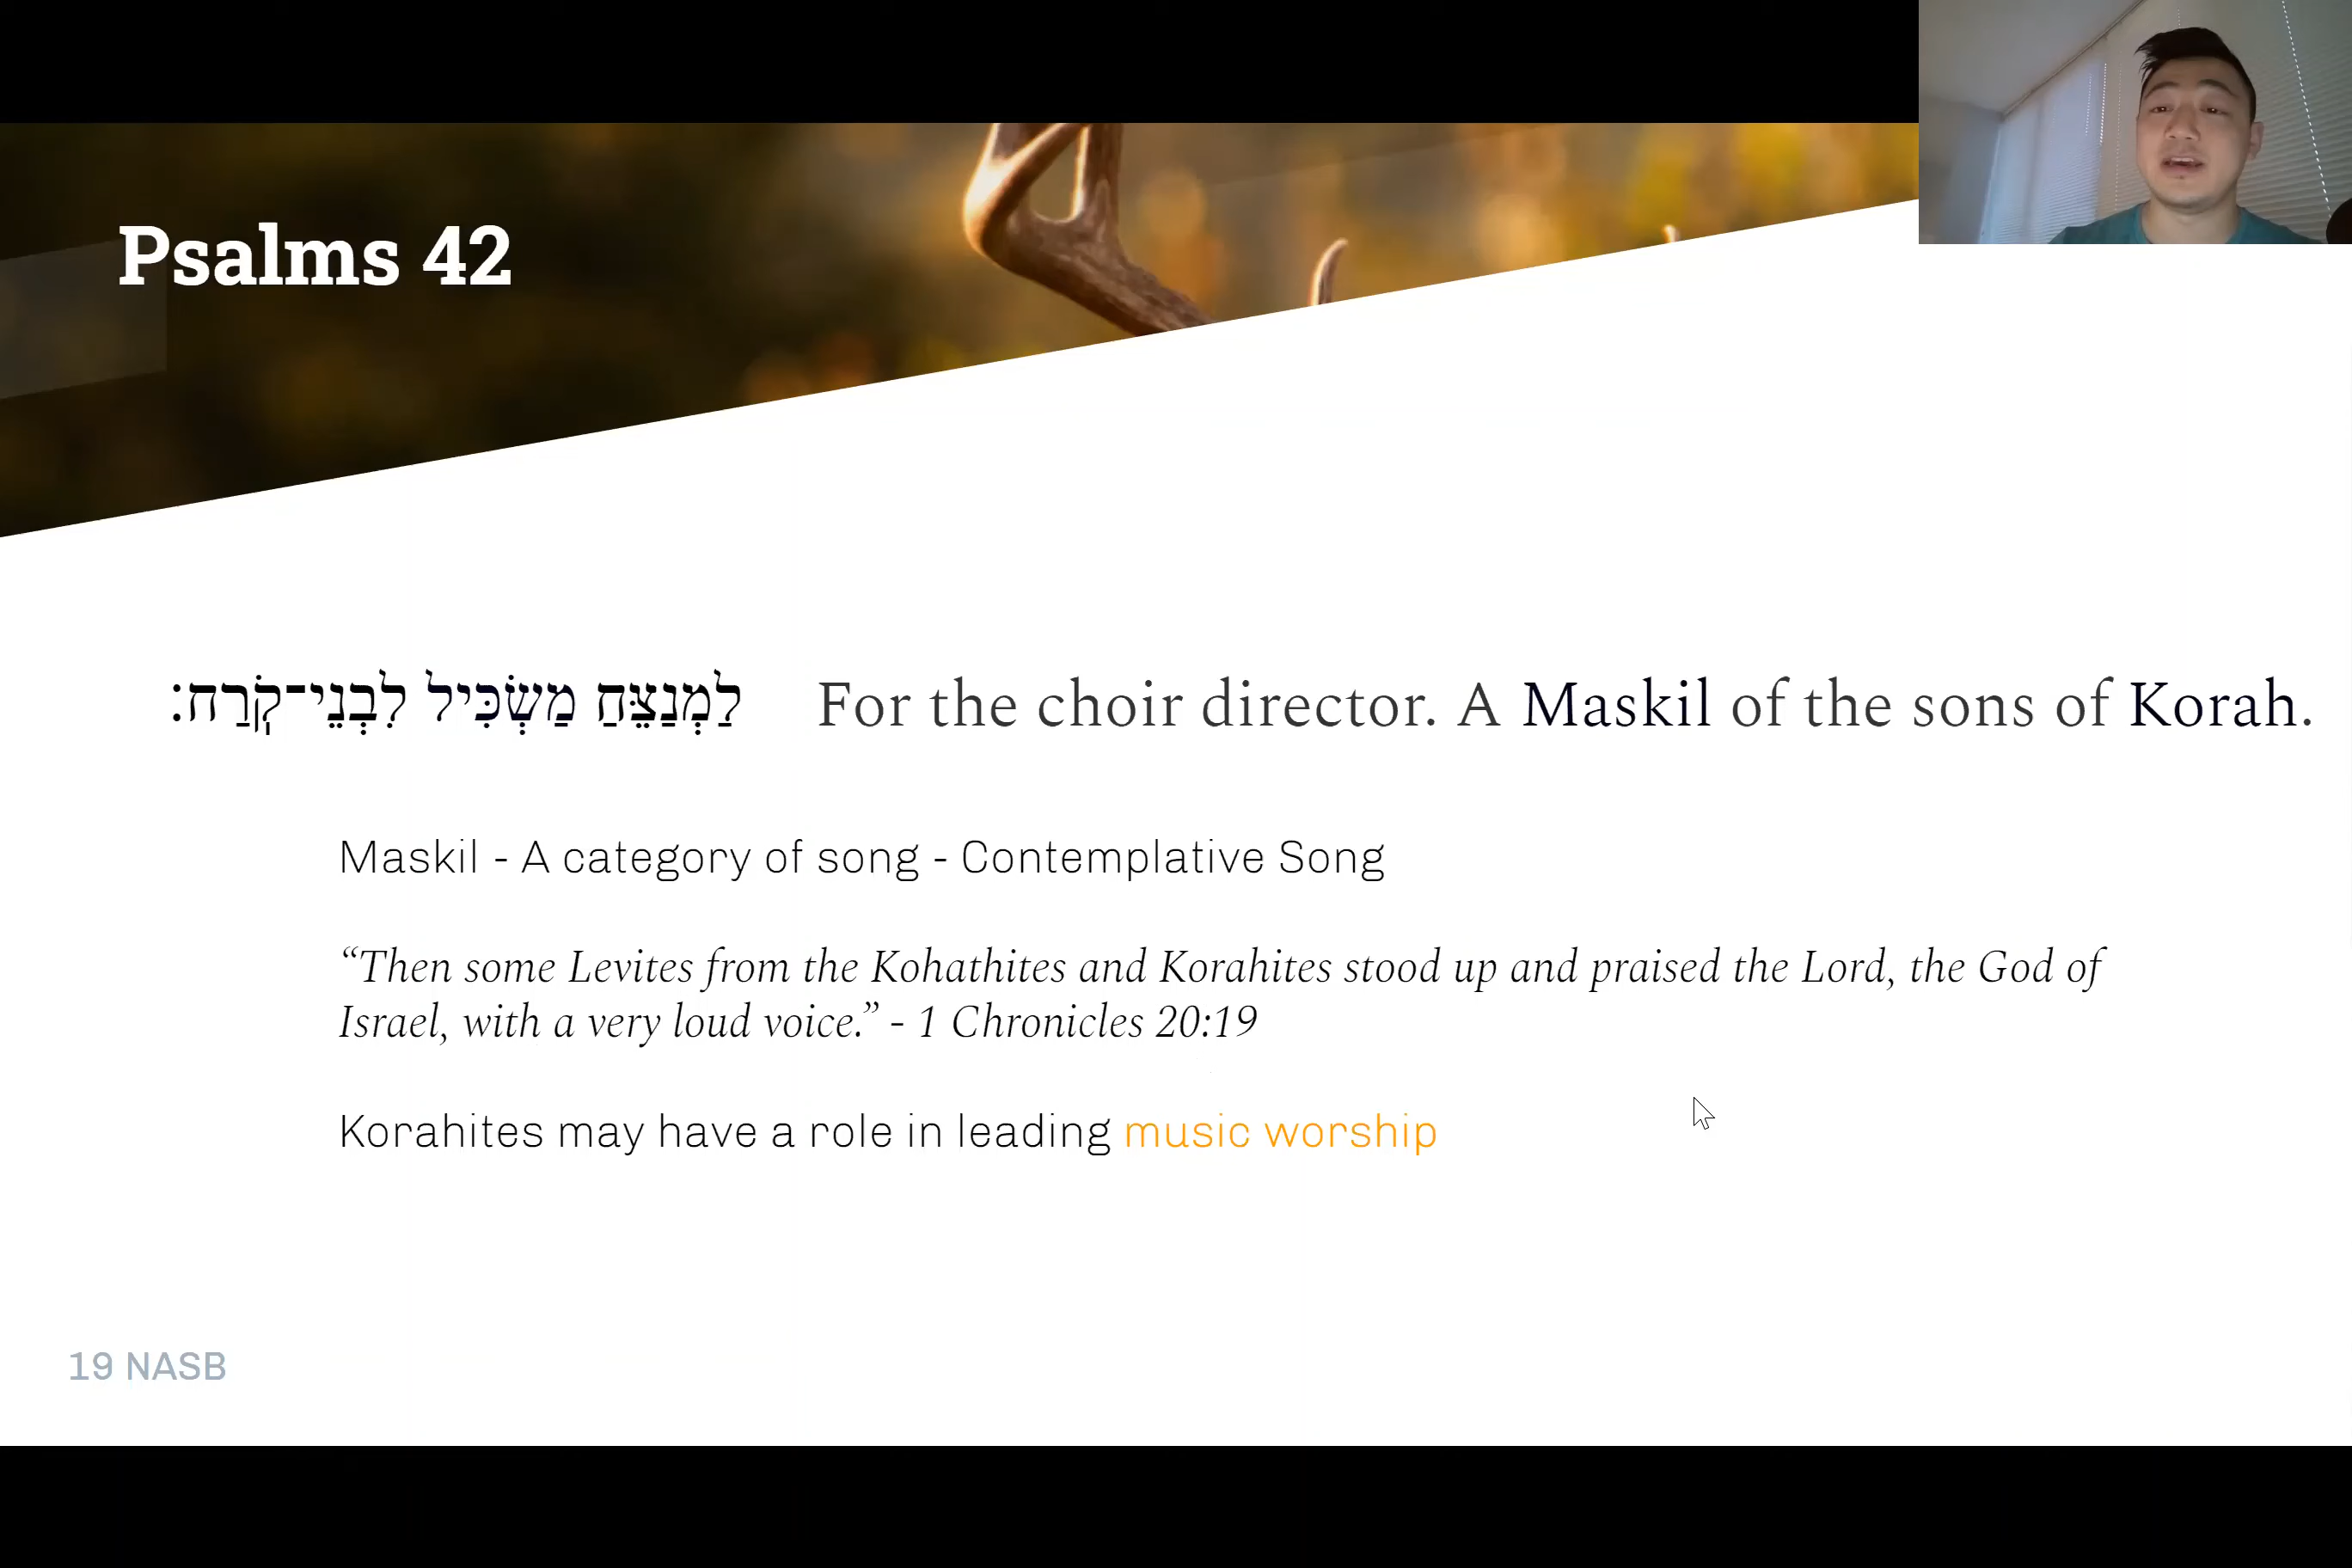 Psalms 42
לַמְנַצֵּחַ מַשְׂכִּיל לִבְנֵי־קֹרַח׃ For the choir director. A Maskil of the sons of Korah.
Maskil - A category of song - Contemplative Song
“Then some Levites from the Kohathites and Korahites stood up and praised the Lord, the God of
Israel, with a very loud voice.” - 1 Chronicles 20:19
Korahites may have a role in leading music worship
19 NASB